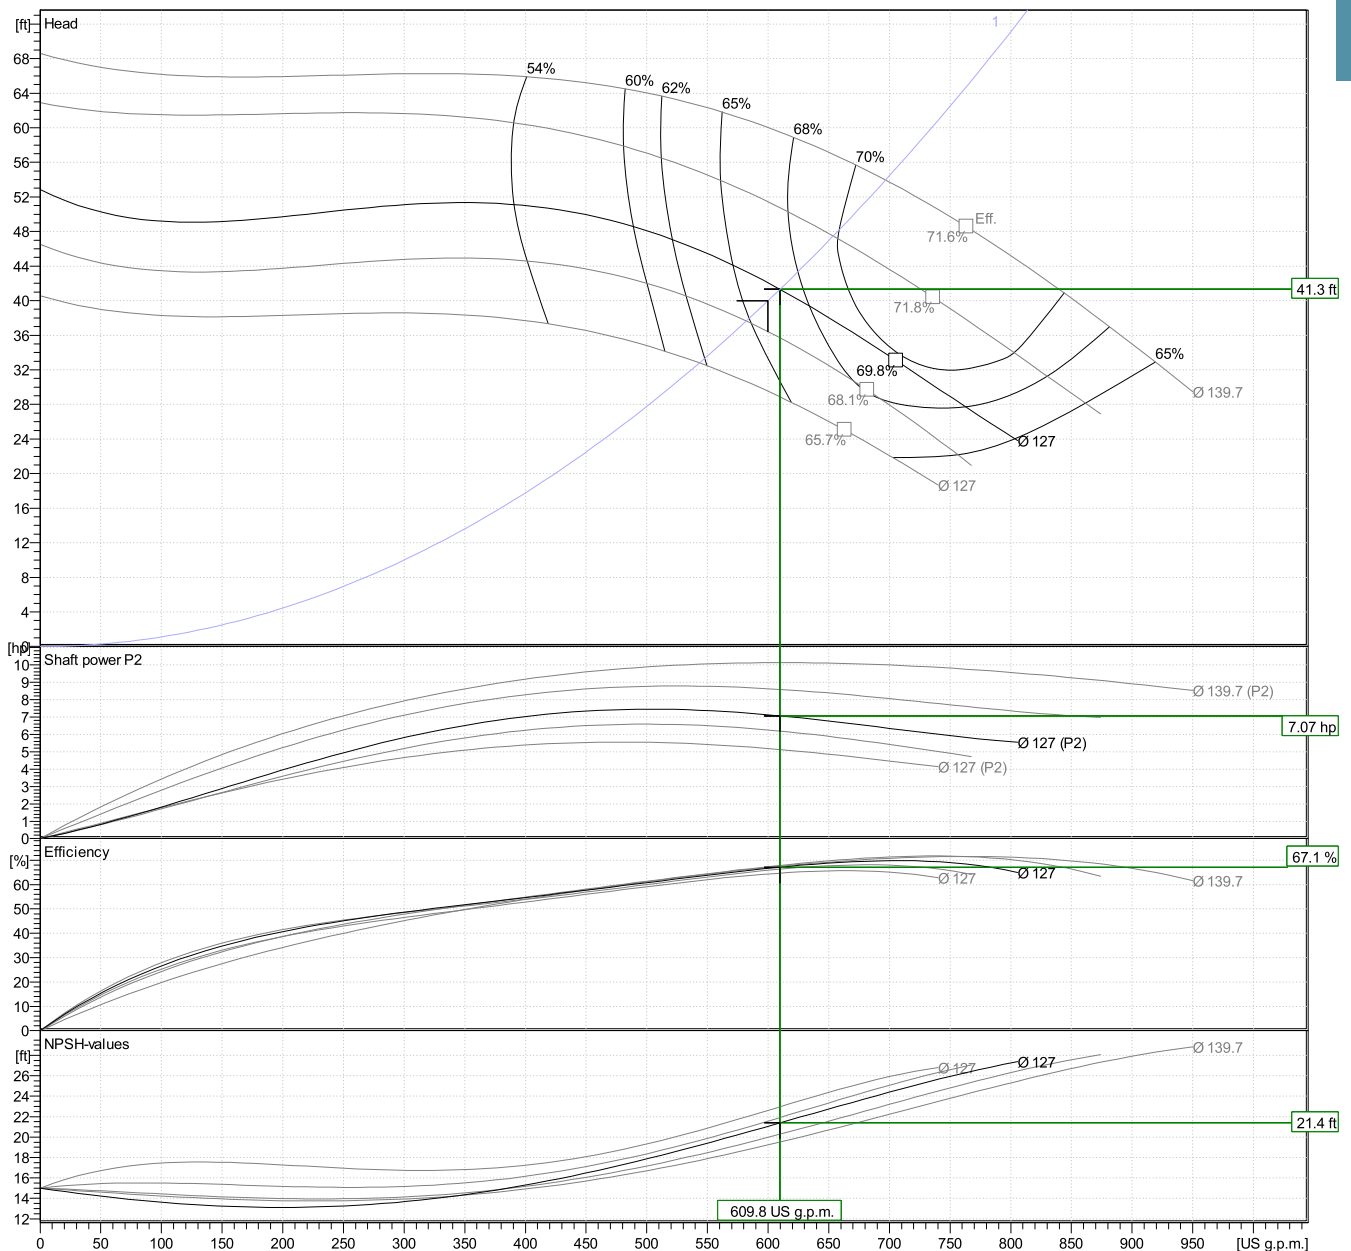 [ft] Head 1
68
64
60
56
52
48
44
40
36
32
28
24
20
16
12
8
4
0
54%
60%
62%
65%
68%
70%
Eff.
71.6%
71.8%
41.3 ft
69.8%
65%
68.1%
Ø 139.7
65.7%
Ø 127
Ø 127
[hp] Shaft power P2
10
9
8
7
6
5
4
3
2
1
0
Ø 139.7 (P2)
7.07 hp
Ø 127 (P2)
Ø 127 (P2)
[%] Efficiency
60
50
40
30
20
10
0
67.1 %
Ø 127
Ø 127
Ø 139.7
[ft] NPSH-values
26
24
22
20
18
16
14
12
Ø 139.7
Ø 127
Ø 127
21.4 ft
609.8 US g.p.m.
0 50 100 150 200 250 300 350 400 450 500 550 600 650 700 750 800 850 900 950 [US g.p.m.]